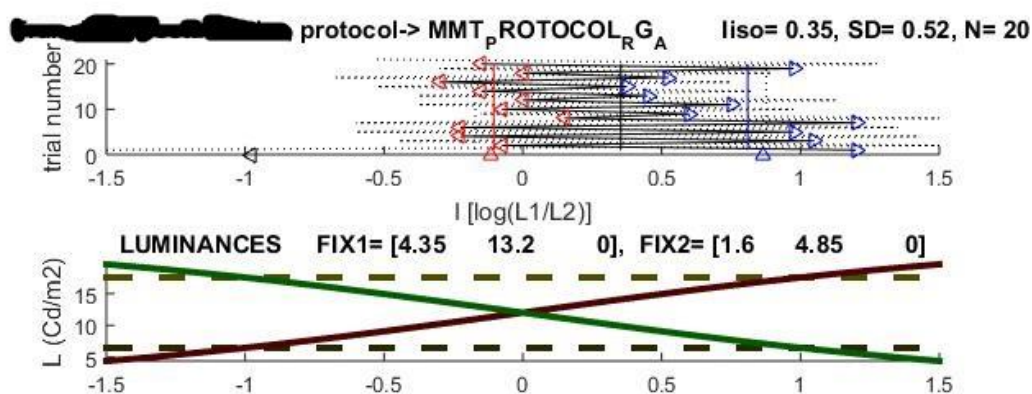 protocol-> MMTPROTOCOLRGA Iiso= 0.35, SD= 0.52, N= 20
20
10
0
trial number
-1.5 -1 -0.5 0 0.5 1 1.5
I [log(L1/L2)]
LUMINANCES FIX1= [4.35 13.2 0], FIX2= [1.6 4.85 0]
15
10
5
L (Cd/m2)
-1.5 -1 -0.5 0 0.5 1 1.5